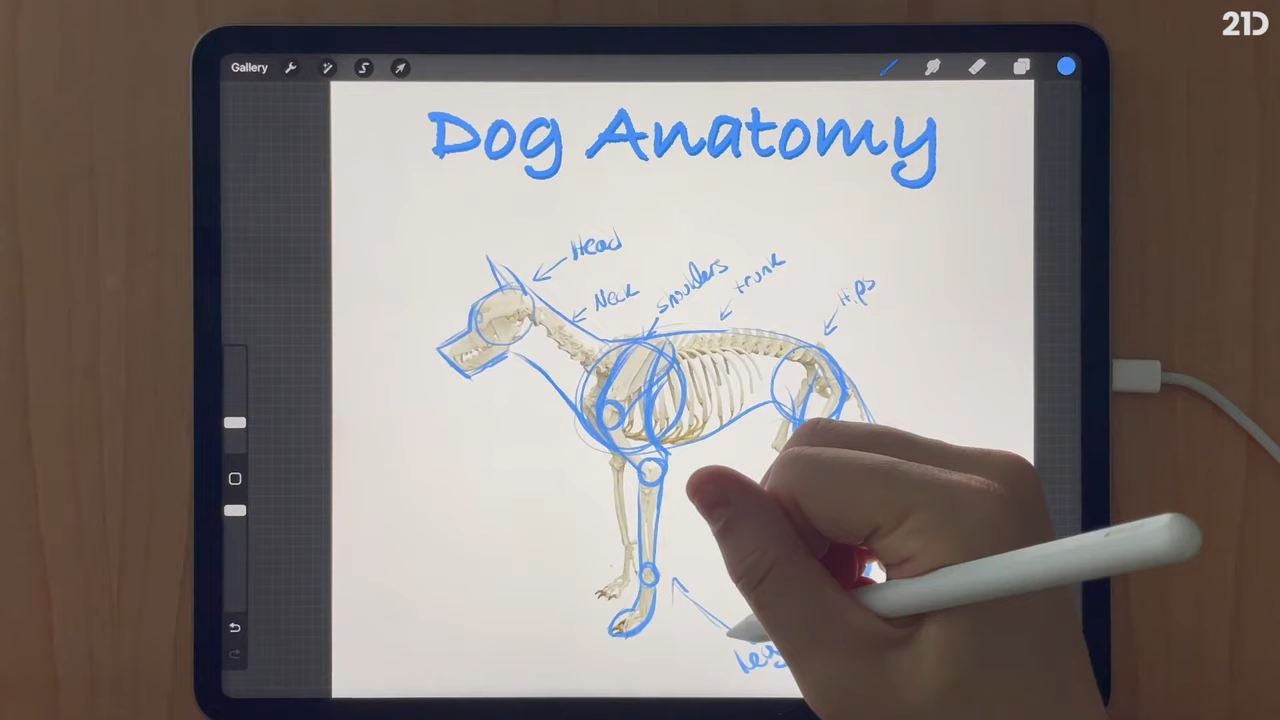 21D
Gallery
Dog Anatomy
Head
Neck
shoulders
trunk
Hips